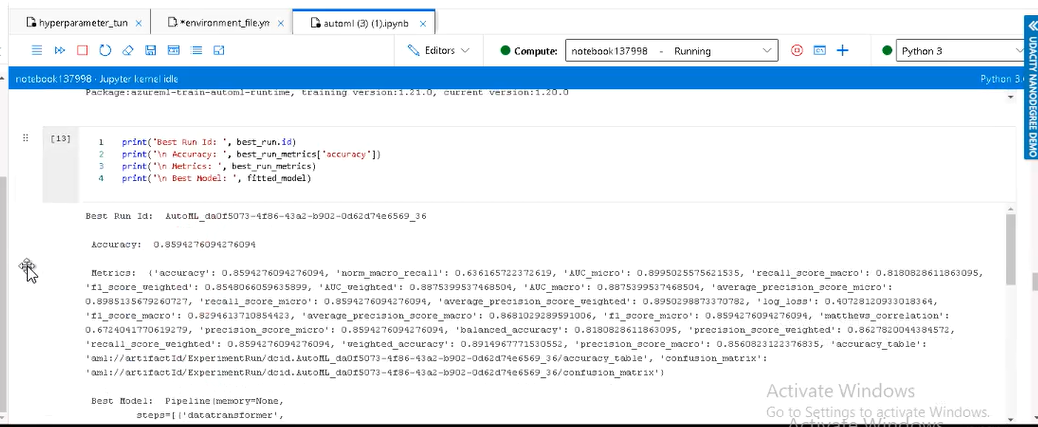 hyperparameter_tun × *environment_file.ym × automl (3) (1).ipynb ×
Editors Compute: notebook137998 - Running Python 3
notebook137998 · Jupyter kernel idle Python 3.
Package:azureml-train-automl-runtime, training version:1.21.0, current version:1.20.0
[13]
1 print('Best Run Id: ', best_run.id)
2 print('\n Accuracy: ', best_run_metrics['accuracy'])
3 print('\n Metrics: ', best_run_metrics)
4 print('\n Best Model: ', fitted_model)
Best Run Id: AutoML_da0f5073-4f86-43a2-b902-0d62d74e6569_36
Accuracy: 0.8594276094276094
Metrics: {'accuracy': 0.8594276094276094, 'norm_macro_recall': 0.636165722372619, 'AUC_micro': 0.8995025575621535, 'recall_score_macro': 0.8180828611863095,
'f1_score_weighted': 0.8548066059635899, 'AUC_weighted': 0.8875399537468504, 'AUC_macro': 0.8875399537468504, 'average_precision_score_micro':
0.8985135679260727, 'recall_score_micro': 0.8594276094276094, 'average_precision_score_weighted': 0.8950298873370782, 'log_loss': 0.40728120933018364,
'f1_score_macro': 0.8294613710854423, 'average_precision_score_macro': 0.8681029289591006, 'f1_score_micro': 0.8594276094276094, 'matthews_correlation':
0.6724041770619279, 'precision_score_micro': 0.8594276094276094, 'balanced_accuracy': 0.8180828611863095, 'precision_score_weighted': 0.8627820044384572,
'recall_score_weighted': 0.8594276094276094, 'weighted_accuracy': 0.8914967771530552, 'precision_score_macro': 0.8560823122376835, 'accuracy_table':
'aml://artifactId/ExperimentRun/dcid.AutoML_da0f5073-4f86-43a2-b902-0d62d74e6569_36/accuracy_table', 'confusion_matrix':
'aml://artifactId/ExperimentRun/dcid.AutoML_da0f5073-4f86-43a2-b902-0d62d74e6569_36/confusion_matrix'}
Best Model: Pipeline(memory=None,
steps=[('datatransformer',
UDACITY NANODEGREE DEMO
Activate Windows
Go to Settings to activate Windows.
Activate Windows